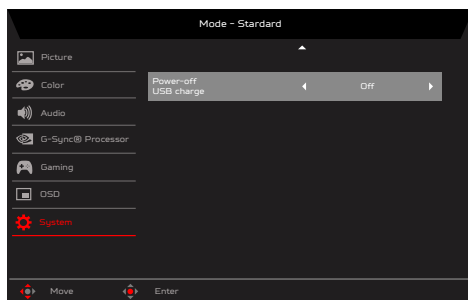 Mode - Stardard
Picture
Color
Power-off
USB charge
Off
Audio
G-Sync® Processor
Gaming
OSD
System
Move
Enter